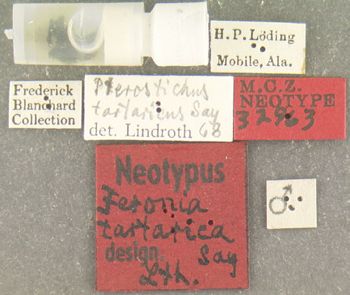 H.P. Löding
Mobile, Ala.
Frederick
Blanchard
Collection
Pterostichus
tartaricus Say
det. Lindroth 68
M.C.Z.
NEOTYPE
32963
Neotypus
Feronia
tartarica
Say
design.
Lth.
♂